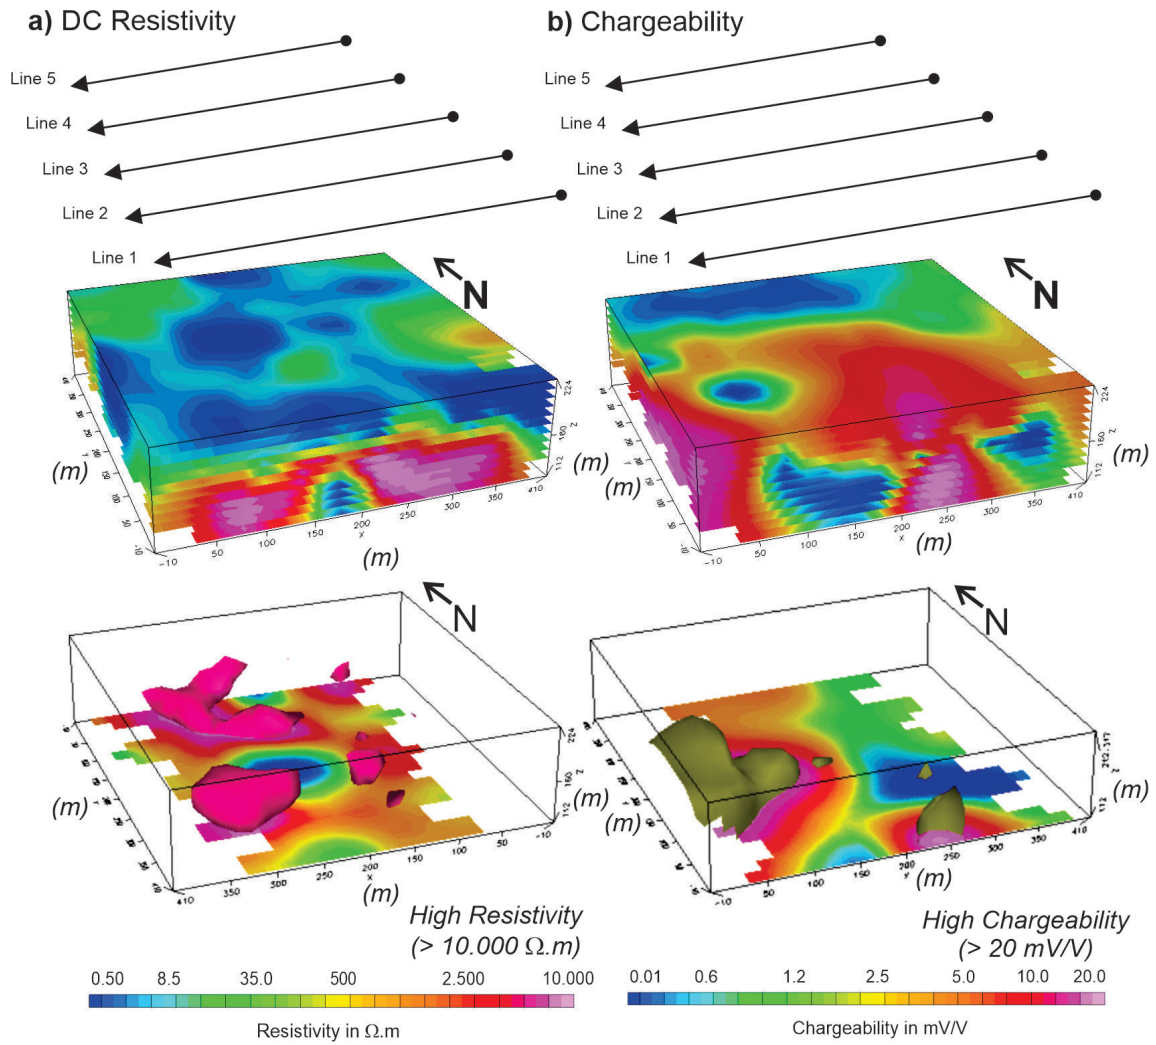 a) DC Resistivity
b) Chargeability
Line 5
Line 4
Line 3
Line 2
Line 1
Line 5
Line 4
Line 3
Line 2
Line 1
N
N
(m)
224
Z
160
112
(m)
50
100
150
200
250
300
350
410
-10
X
(m)
(m)
224
Z
160
112
(m)
-10
50
100
150
200
250
300
350
410
X
(m)
N
N
(m)
224
Z
160
112
(m)
410
350
300
250
200
150
100
50
-10
X
(m)
(m)
Z
112
(m)
-10
50
100
150
200
250
300
350
410
(m)
High Resistivity
(> 10.000 Ω.m)
High Chargeability
(> 20 mV/V)
0.50 8.5 35.0 500 2.5000 10.000
Resistivity in Ω.m
0.01 0.6 1.2 2.5 5.0 10.0 20.0
Chargeability in mV/V